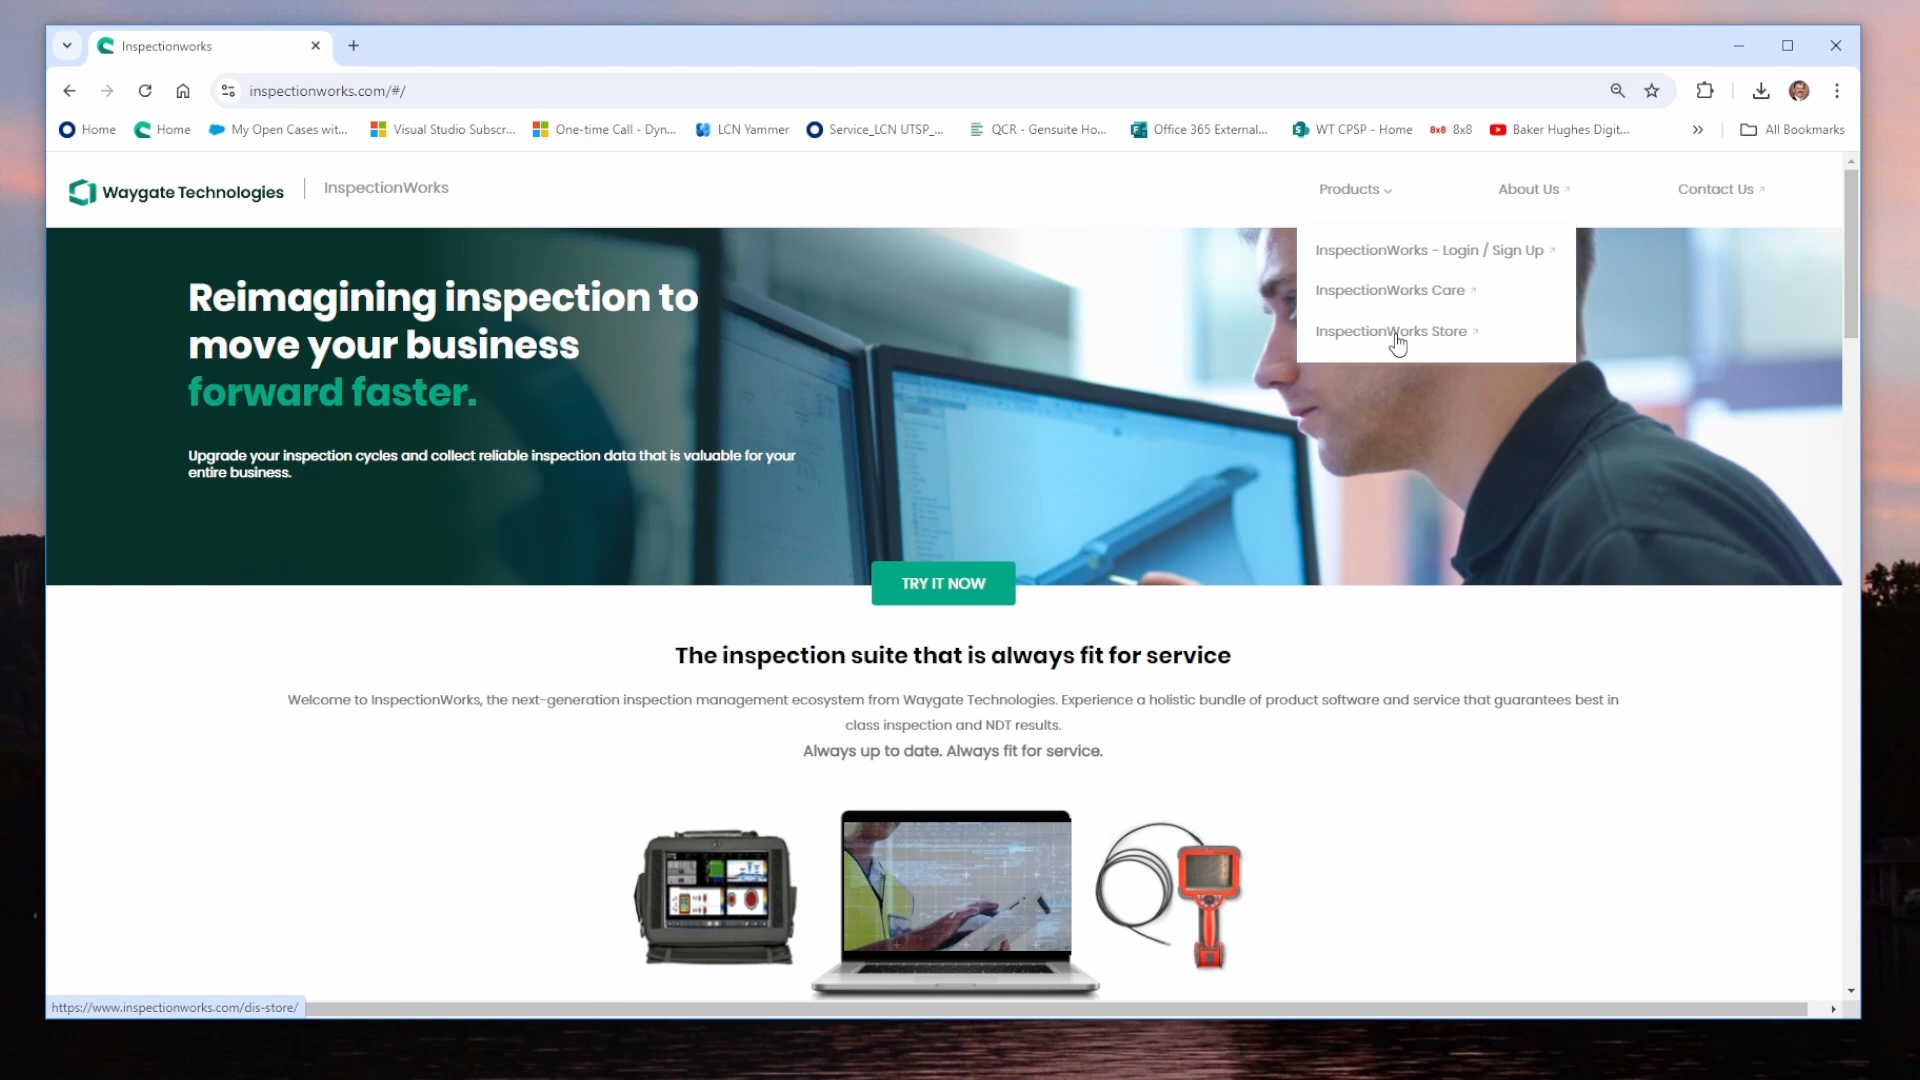 Inspectionworks
inspectionworks.com/#/
Home
Home
My Open Cases wit...
Visual Studio Subscr...
One-time Call - Dyn...
LCN Yammer
Service_LCN UTSP_...
QCR - Gensuite Ho...
Office 365 External...
WT CPSP - Home
8x8 8x8
Baker Hughes Digit...
All Bookmarks
Waygate Technologies
InspectionWorks
Products
About Us
Contact Us
InspectionWorks - Login / Sign Up
InspectionWorks Care
InspectionWorks Store
Reimagining inspection to
move your business
forward faster.
Upgrade your inspection cycles and collect reliable inspection data that is valuable for your
entire business.
TRY IT NOW
The inspection suite that is always fit for service
Welcome to InspectionWorks, the next-generation inspection management ecosystem from Waygate Technologies. Experience a holistic bundle of product software and service that guarantees best in
class inspection and NDT results.
Always up to date. Always fit for service.
https://www.inspectionworks.com/dis-store/